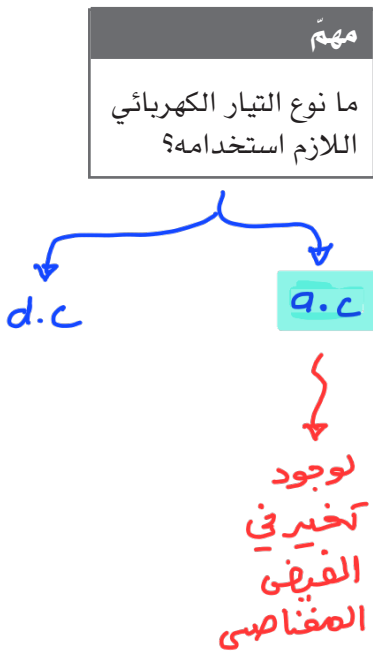 مهمّ
ما نوع التيار الكهربائي
اللازم استخدامه؟
a.c
d.c
لوجود
تغير في
الفيض
المغناطيسي